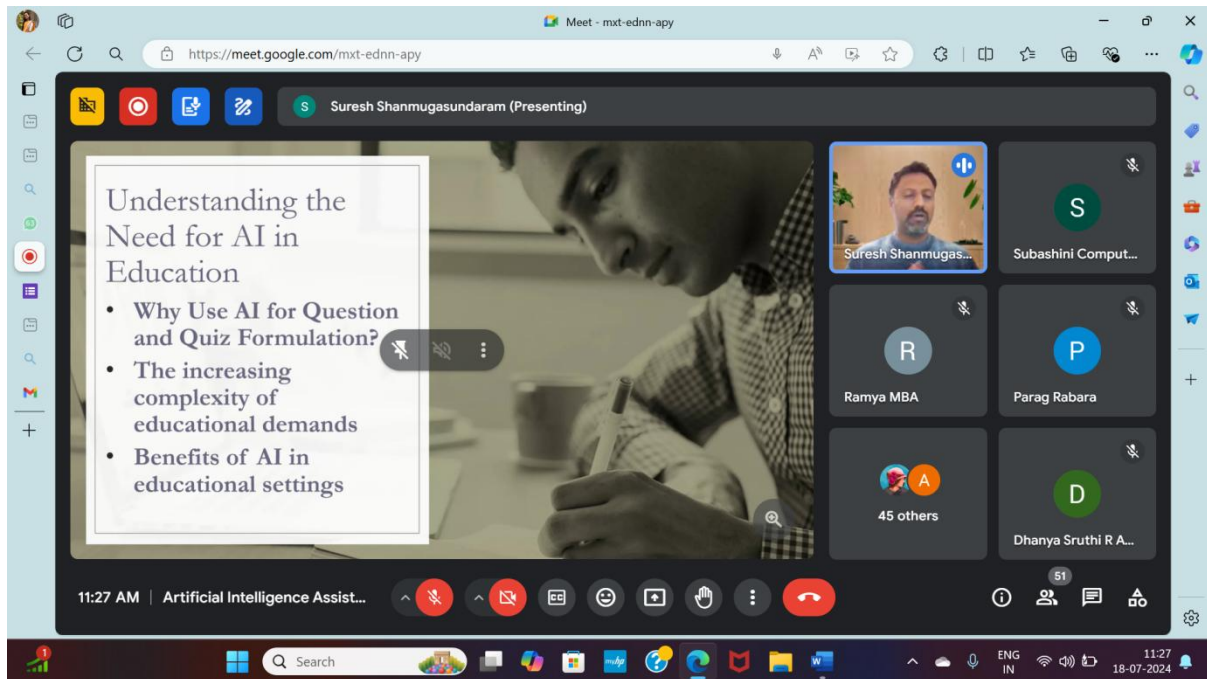 Meet - mxt-ednn-apy
https://meet.google.com/mxt-ednn-apy
S Suresh Shanmugasundaram (Presenting)
Understanding the
Need for AI in
Education
• Why Use AI for Question
and Quiz Formulation?
• The increasing
complexity of
educational demands
• Benefits of AI in
educational settings
Suresh Shanmugas...
S
Subashini Comput...
R
Ramya MBA
P
Parag Rabara
A
45 others
D
Dhanya Sruthi R A...
11:27 AM | Artificial Intelligence Assist...
CC
51
1
Search
myhp
ENG
IN
11:27
18-07-2024